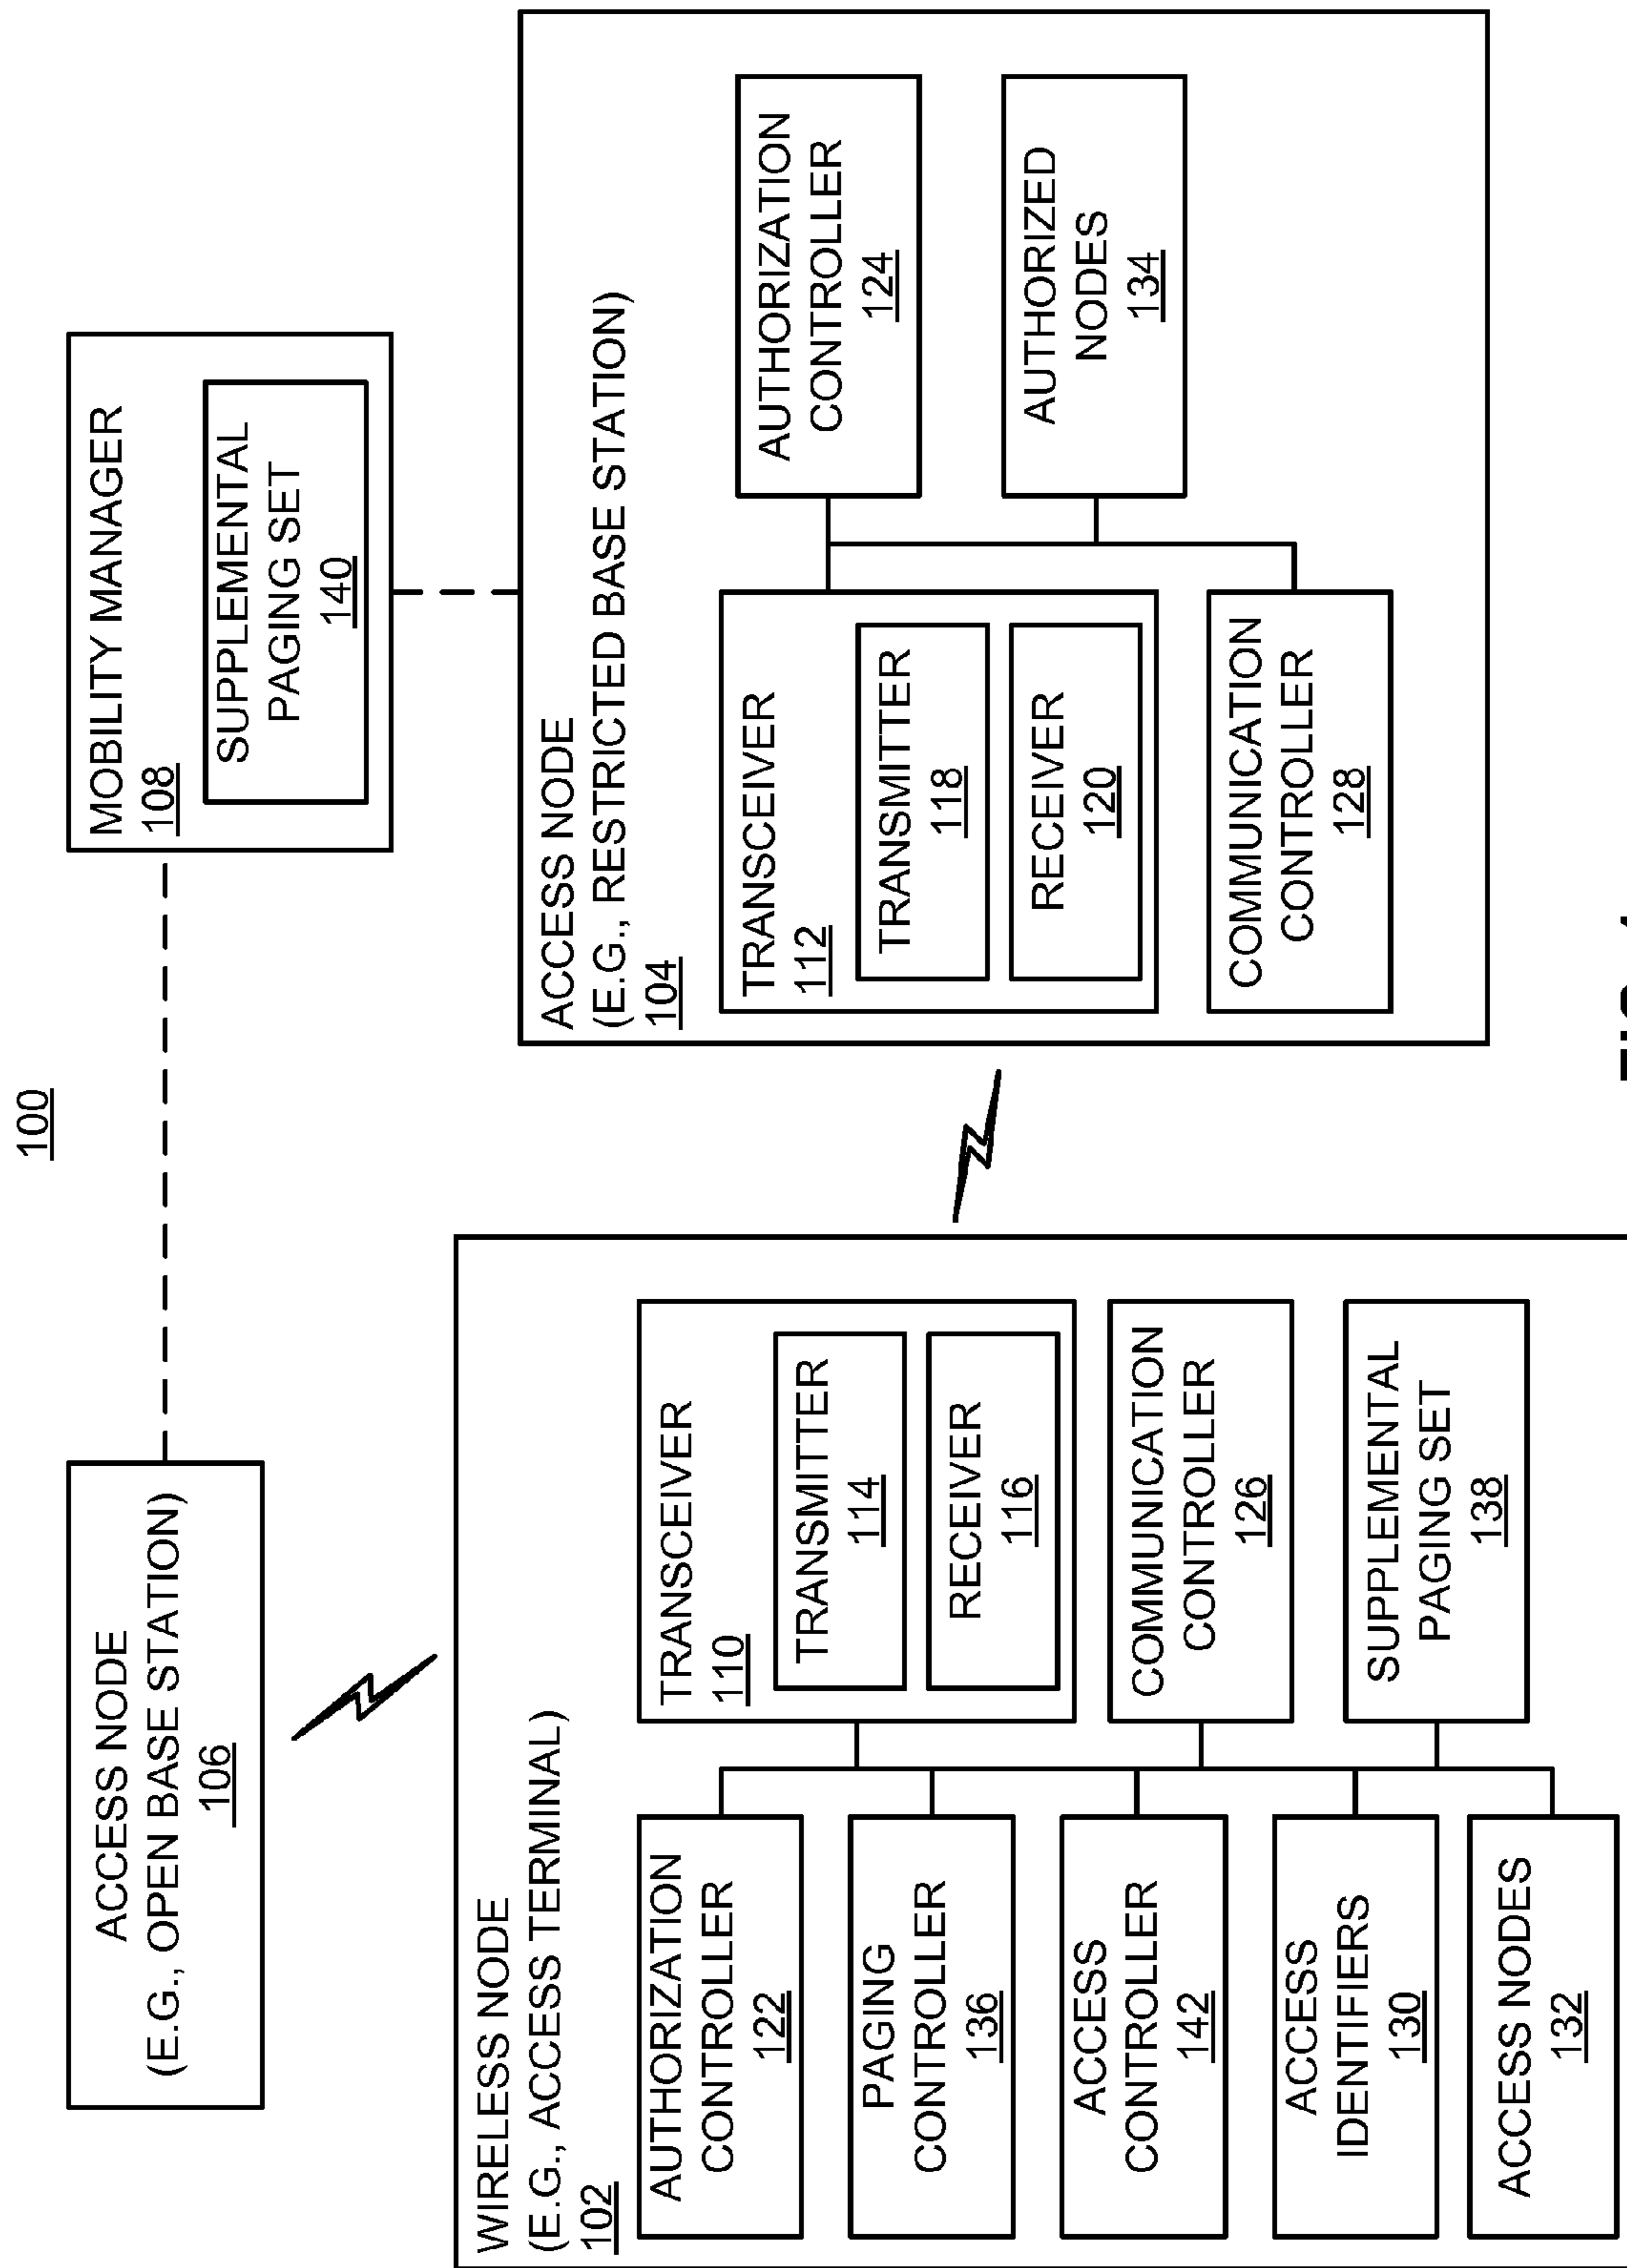 100
ACCESS NODE
(E.G., OPEN BASE STATION)
106
MOBILITY MANAGER
108
SUPPLEMENTAL
PAGING SET
140
WIRELESS NODE
(E.G., ACCESS TERMINAL)
102
AUTHORIZATION
CONTROLLER
122
PAGING
CONTROLLER
136
ACCESS
CONTROLLER
142
ACCESS
IDENTIFIERS
130
ACCESS NODES
132
TRANSCEIVER
110
TRANSMITTER
114
RECEIVER
116
COMMUNICATION
CONTROLLER
126
SUPPLEMENTAL
PAGING SET
138
ACCESS NODE
(E.G., RESTRICTED BASE STATION)
104
TRANSCEIVER
112
TRANSMITTER
118
RECEIVER
120
COMMUNICATION
CONTROLLER
128
AUTHORIZATION
CONTROLLER
124
AUTHORIZED
NODES
134